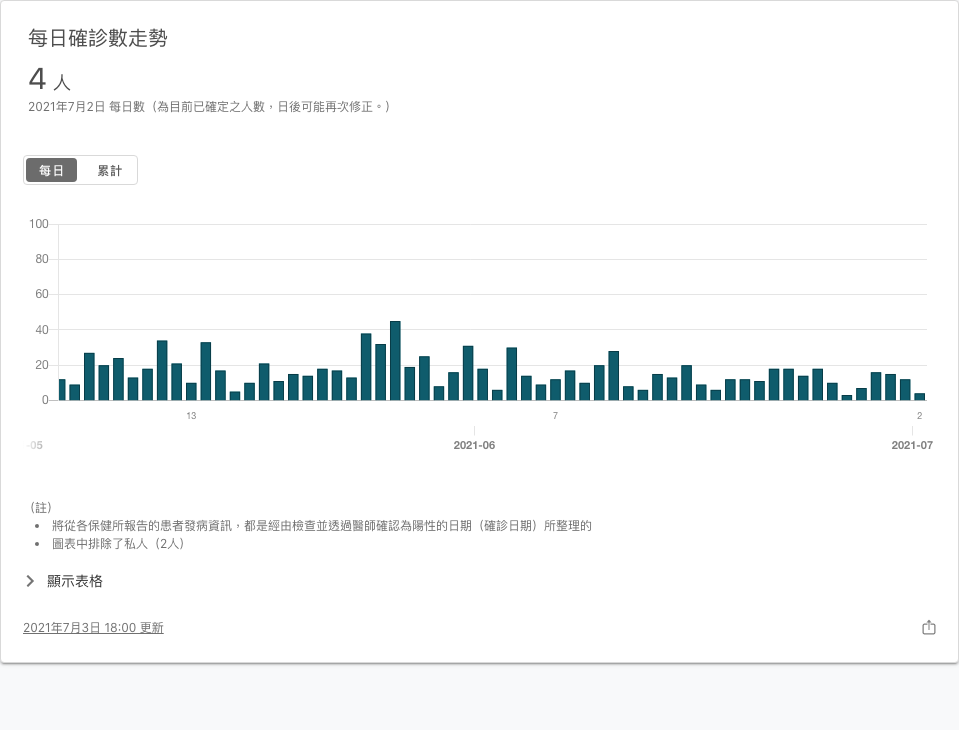 每日確診數走勢
4 人
2021年7月2日 每日數（為目前已確定之人數，日後可能再次修正。）
每日 累計
100
80
60
40
20
0
13 7 2
-05 2021-06 2021-07
（註）
• 將從各保健所報告的患者發病資訊，都是經由檢查並透過醫師確認為陽性的日期（確診日期）所整理的
• 圖表中排除了私人（2人）
顯示表格
2021年7月3日 18:00 更新